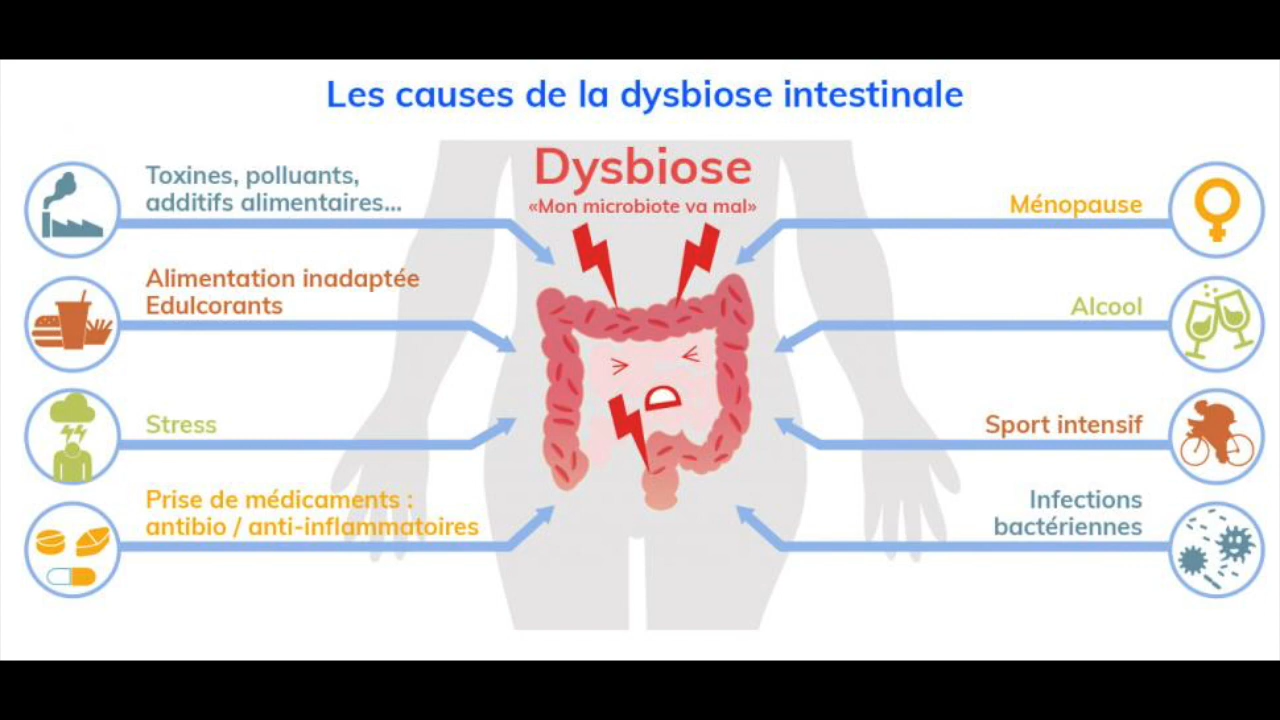 Les causes de la dysbiose intestinale
Dysbiose
«Mon microbiote va mal»
Toxines, polluants,
additifs alimentaires...
Alimentation inadaptée
Edulcorants
Stress
Prise de médicaments :
antibio / anti-inflammatoires
Ménopause
Alcool
Sport intensif
Infections
bactériennes